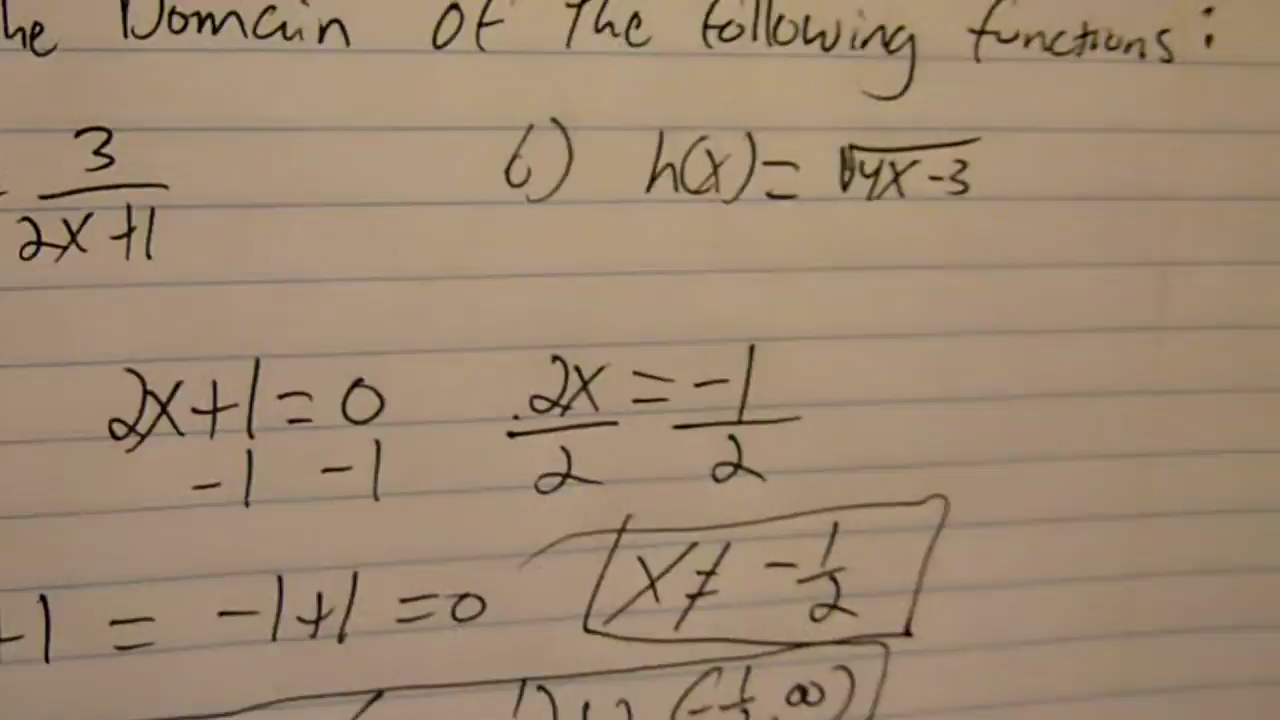 he Domain of The following functions:
3
2x+1
6) h(x)= √4x-3
2x+1=0 2x = -1
-1 -1 2 2
-1 = -1+1 =0 x≠ -1/2
∞)